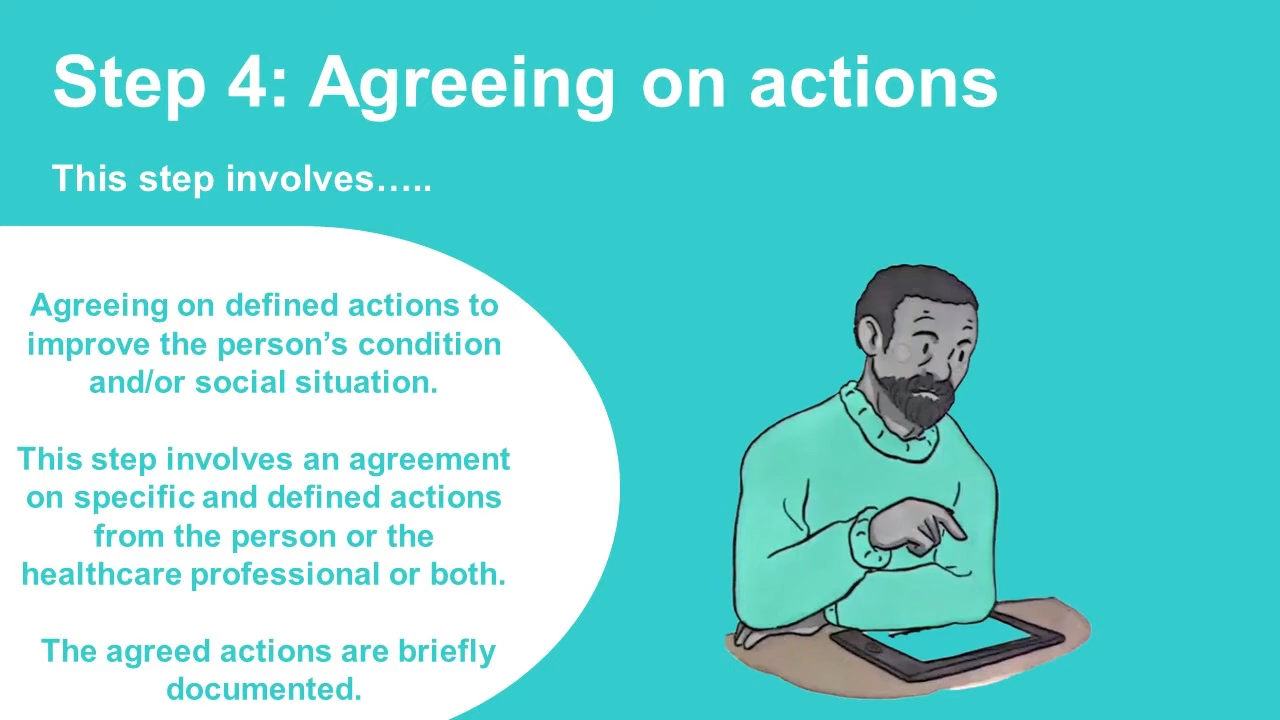 Step 4: Agreeing on actions
This step involves…..
Agreeing on defined actions to
improve the person’s condition
and/or social situation.
This step involves an agreement
on specific and defined actions
from the person or the
healthcare professional or both.
The agreed actions are briefly
documented.